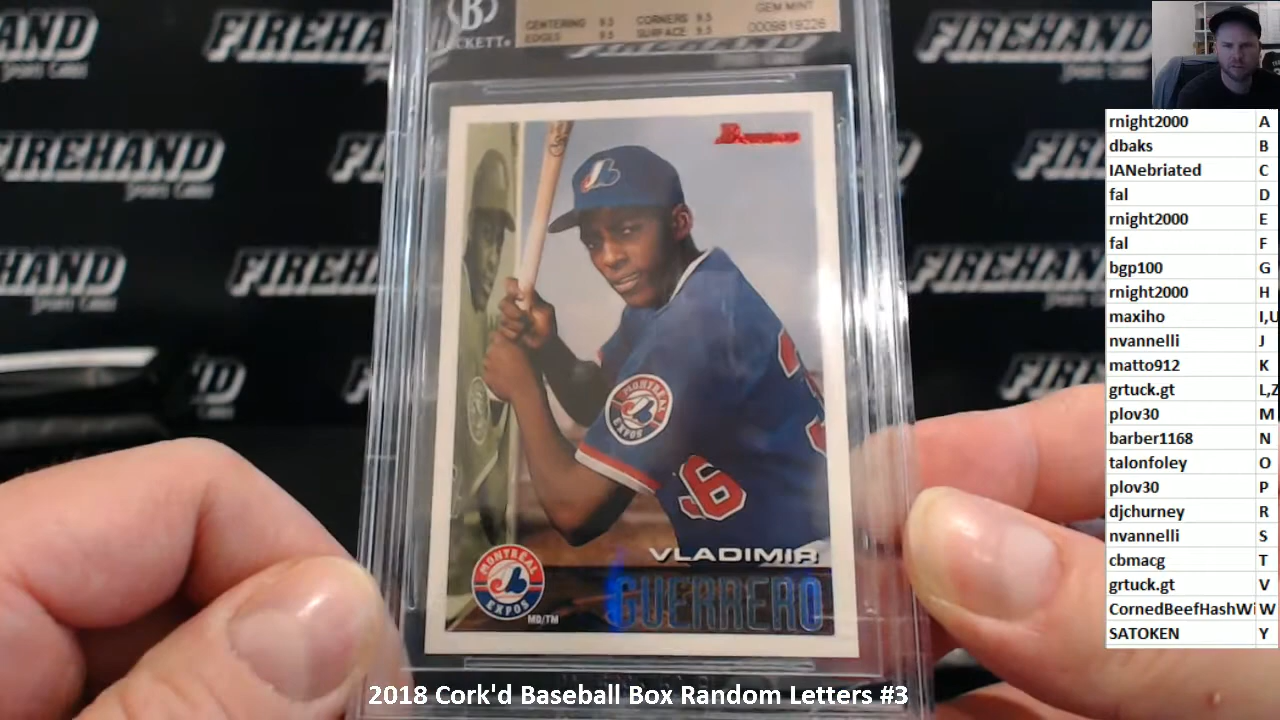 BECKETT
CENTERING 9.5 CORNERS 9.5
EDGES 9.5 SURFACE 9.5
GEM MINT
0009819226
FIREHAND
SPORTS CARDS
Bowman
MONTREAL
EXPOS
36
VLADIMIR
GUERRERO
MONTREAL
EXPOS
MD/TM
rnight2000 A
dbaks B
IANebriated C
fal D
rnight2000 E
fal F
bgp100 G
rnight2000 H
maxiho I,U
nvannelli J
matto912 K
grtuck.gt L,Z
plov30 M
barber1168 N
talonfoley O
plov30 P
djchurney R
nvannelli S
cbmacg T
grtuck.gt V
CornedBeefHashWi W
SATOKEN Y
2018 Cork'd Baseball Box Random Letters #3